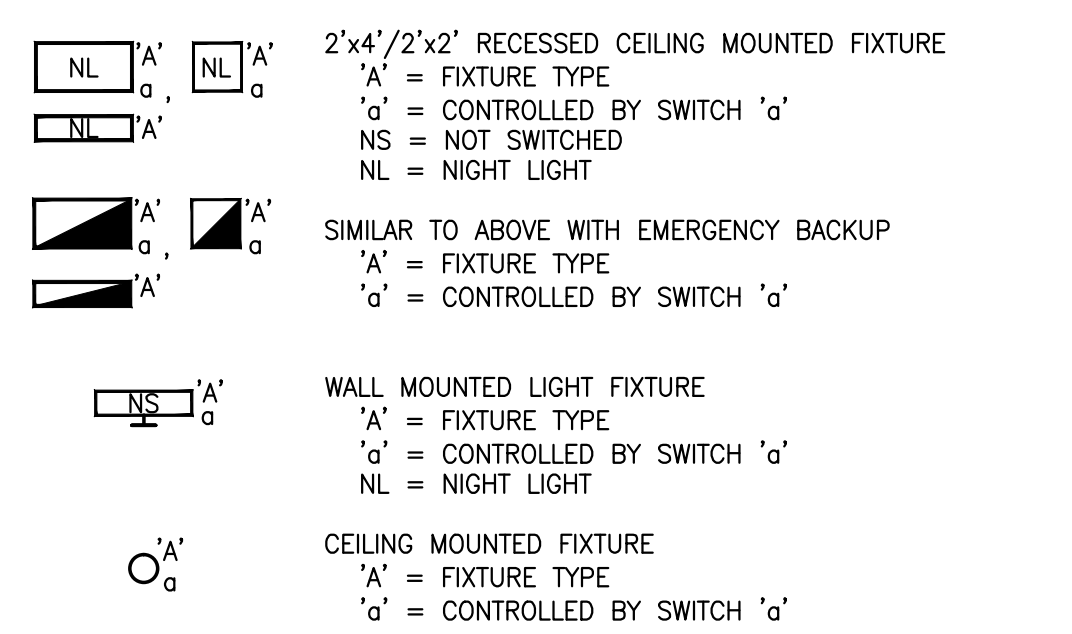 NL 'A' a , NL 'A' a
NL 'A'
2'x4'/2'x2' RECESSED CEILING MOUNTED FIXTURE
'A' = FIXTURE TYPE
'a' = CONTROLLED BY SWITCH 'a'
NS = NOT SWITCHED
NL = NIGHT LIGHT
'A' a , 'A' a
'A'
SIMILAR TO ABOVE WITH EMERGENCY BACKUP
'A' = FIXTURE TYPE
'a' = CONTROLLED BY SWITCH 'a'
NS 'A' a
WALL MOUNTED LIGHT FIXTURE
'A' = FIXTURE TYPE
'a' = CONTROLLED BY SWITCH 'a'
NL = NIGHT LIGHT
'A' a
CEILING MOUNTED FIXTURE
'A' = FIXTURE TYPE
'a' = CONTROLLED BY SWITCH 'a'